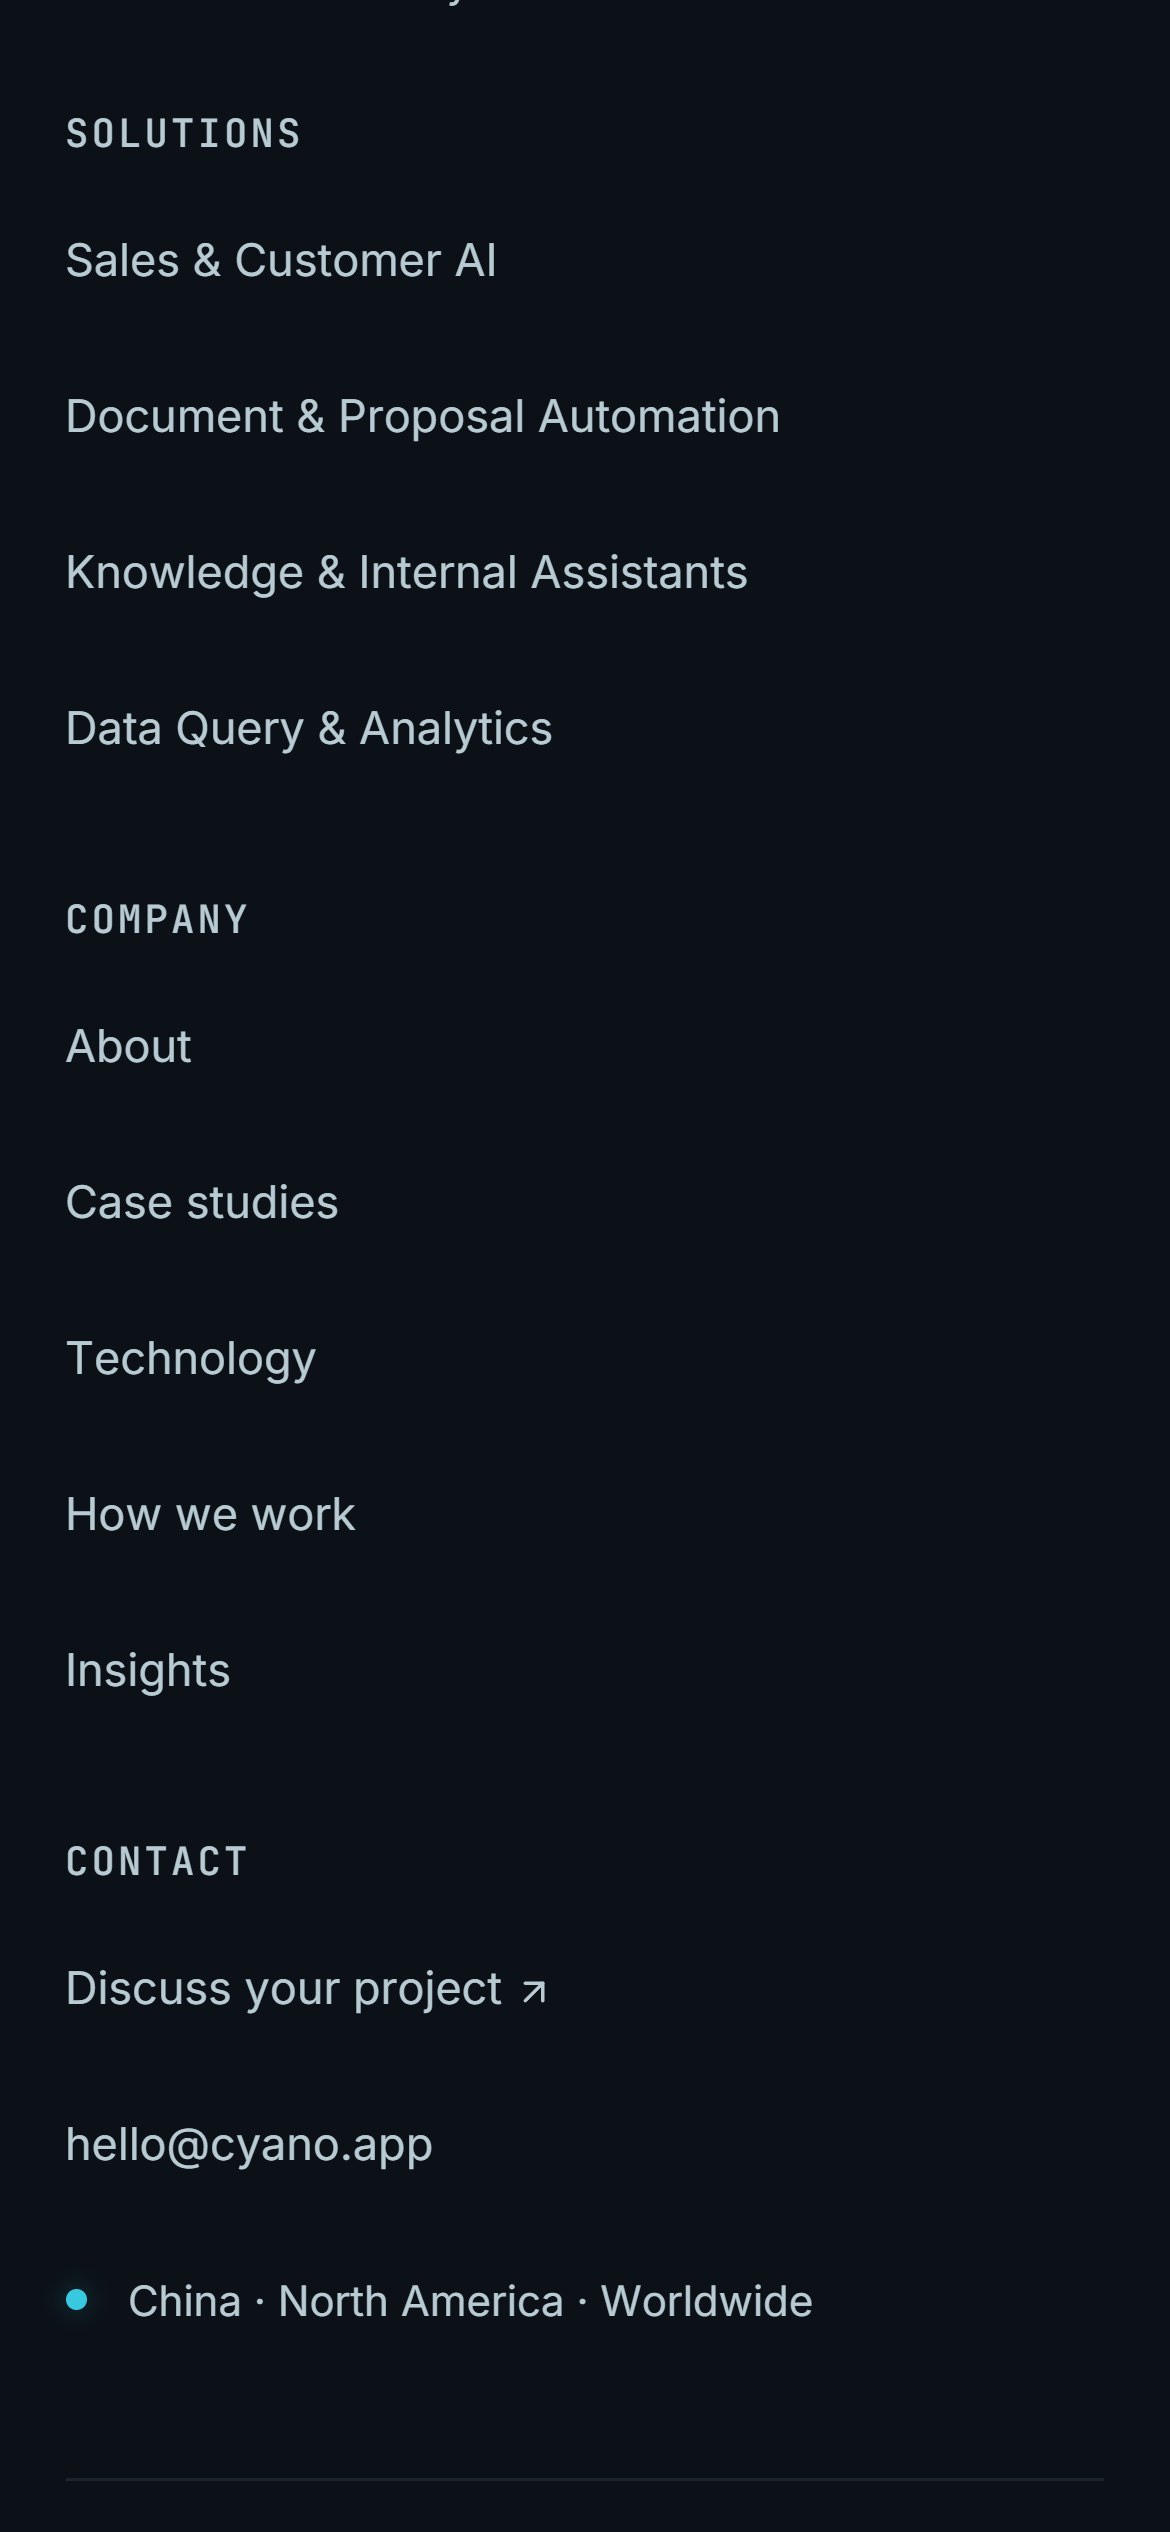 SOLUTIONS
Sales & Customer AI
Document & Proposal Automation
Knowledge & Internal Assistants
Data Query & Analytics
COMPANY
About
Case studies
Technology
How we work
Insights
CONTACT
Discuss your project ↗
hello@cyano.app
China · North America · Worldwide